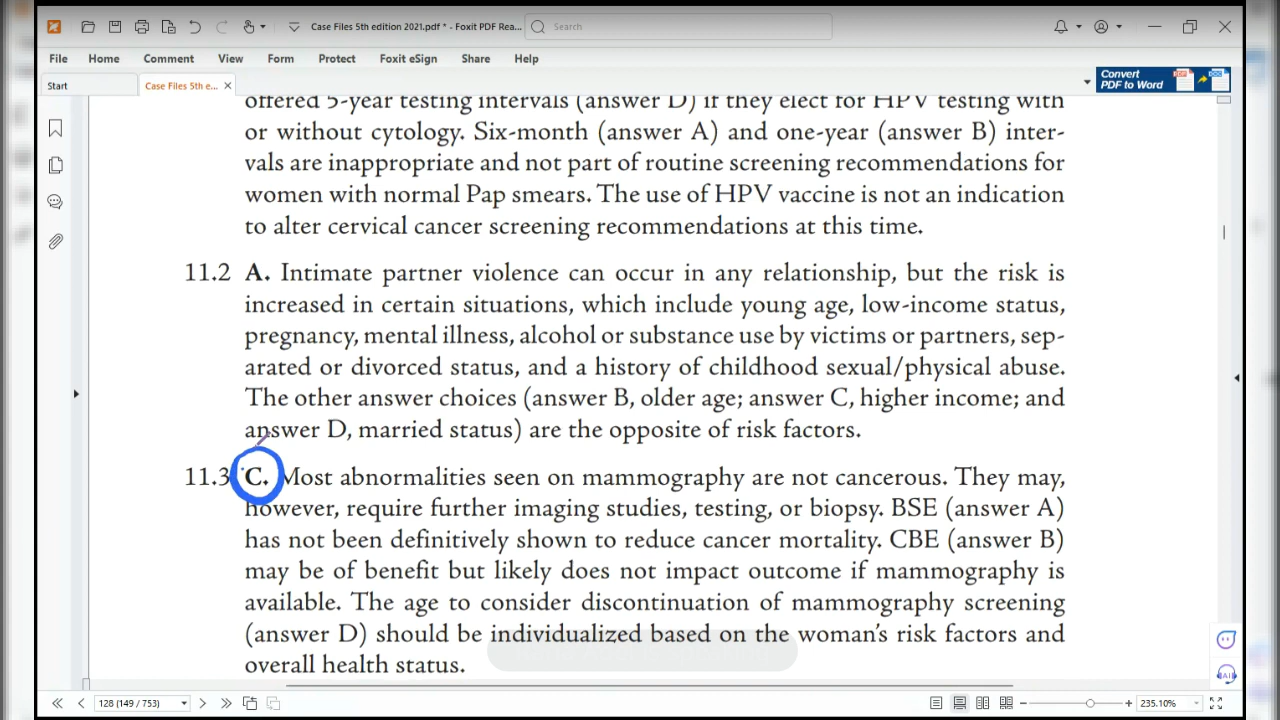 Case Files 5th edition 2021.pdf * - Foxit PDF Rea...
Search
File Home Comment View Form Protect Foxit eSign Share Help
Start
Case Files 5th e...
Convert
PDF to Word
offered 5-year testing intervals (answer D) if they elect for HPV testing with
or without cytology. Six-month (answer A) and one-year (answer B) inter-
vals are inappropriate and not part of routine screening recommendations for
women with normal Pap smears. The use of HPV vaccine is not an indication
to alter cervical cancer screening recommendations at this time.
11.2 A. Intimate partner violence can occur in any relationship, but the risk is
increased in certain situations, which include young age, low-income status,
pregnancy, mental illness, alcohol or substance use by victims or partners, sep-
arated or divorced status, and a history of childhood sexual/physical abuse.
The other answer choices (answer B, older age; answer C, higher income; and
answer D, married status) are the opposite of risk factors.
11.3 C. Most abnormalities seen on mammography are not cancerous. They may,
however, require further imaging studies, testing, or biopsy. BSE (answer A)
has not been definitively shown to reduce cancer mortality. CBE (answer B)
may be of benefit but likely does not impact outcome if mammography is
available. The age to consider discontinuation of mammography screening
(answer D) should be individualized based on the woman's risk factors and
overall health status.
128 (149 / 753)
235.10%